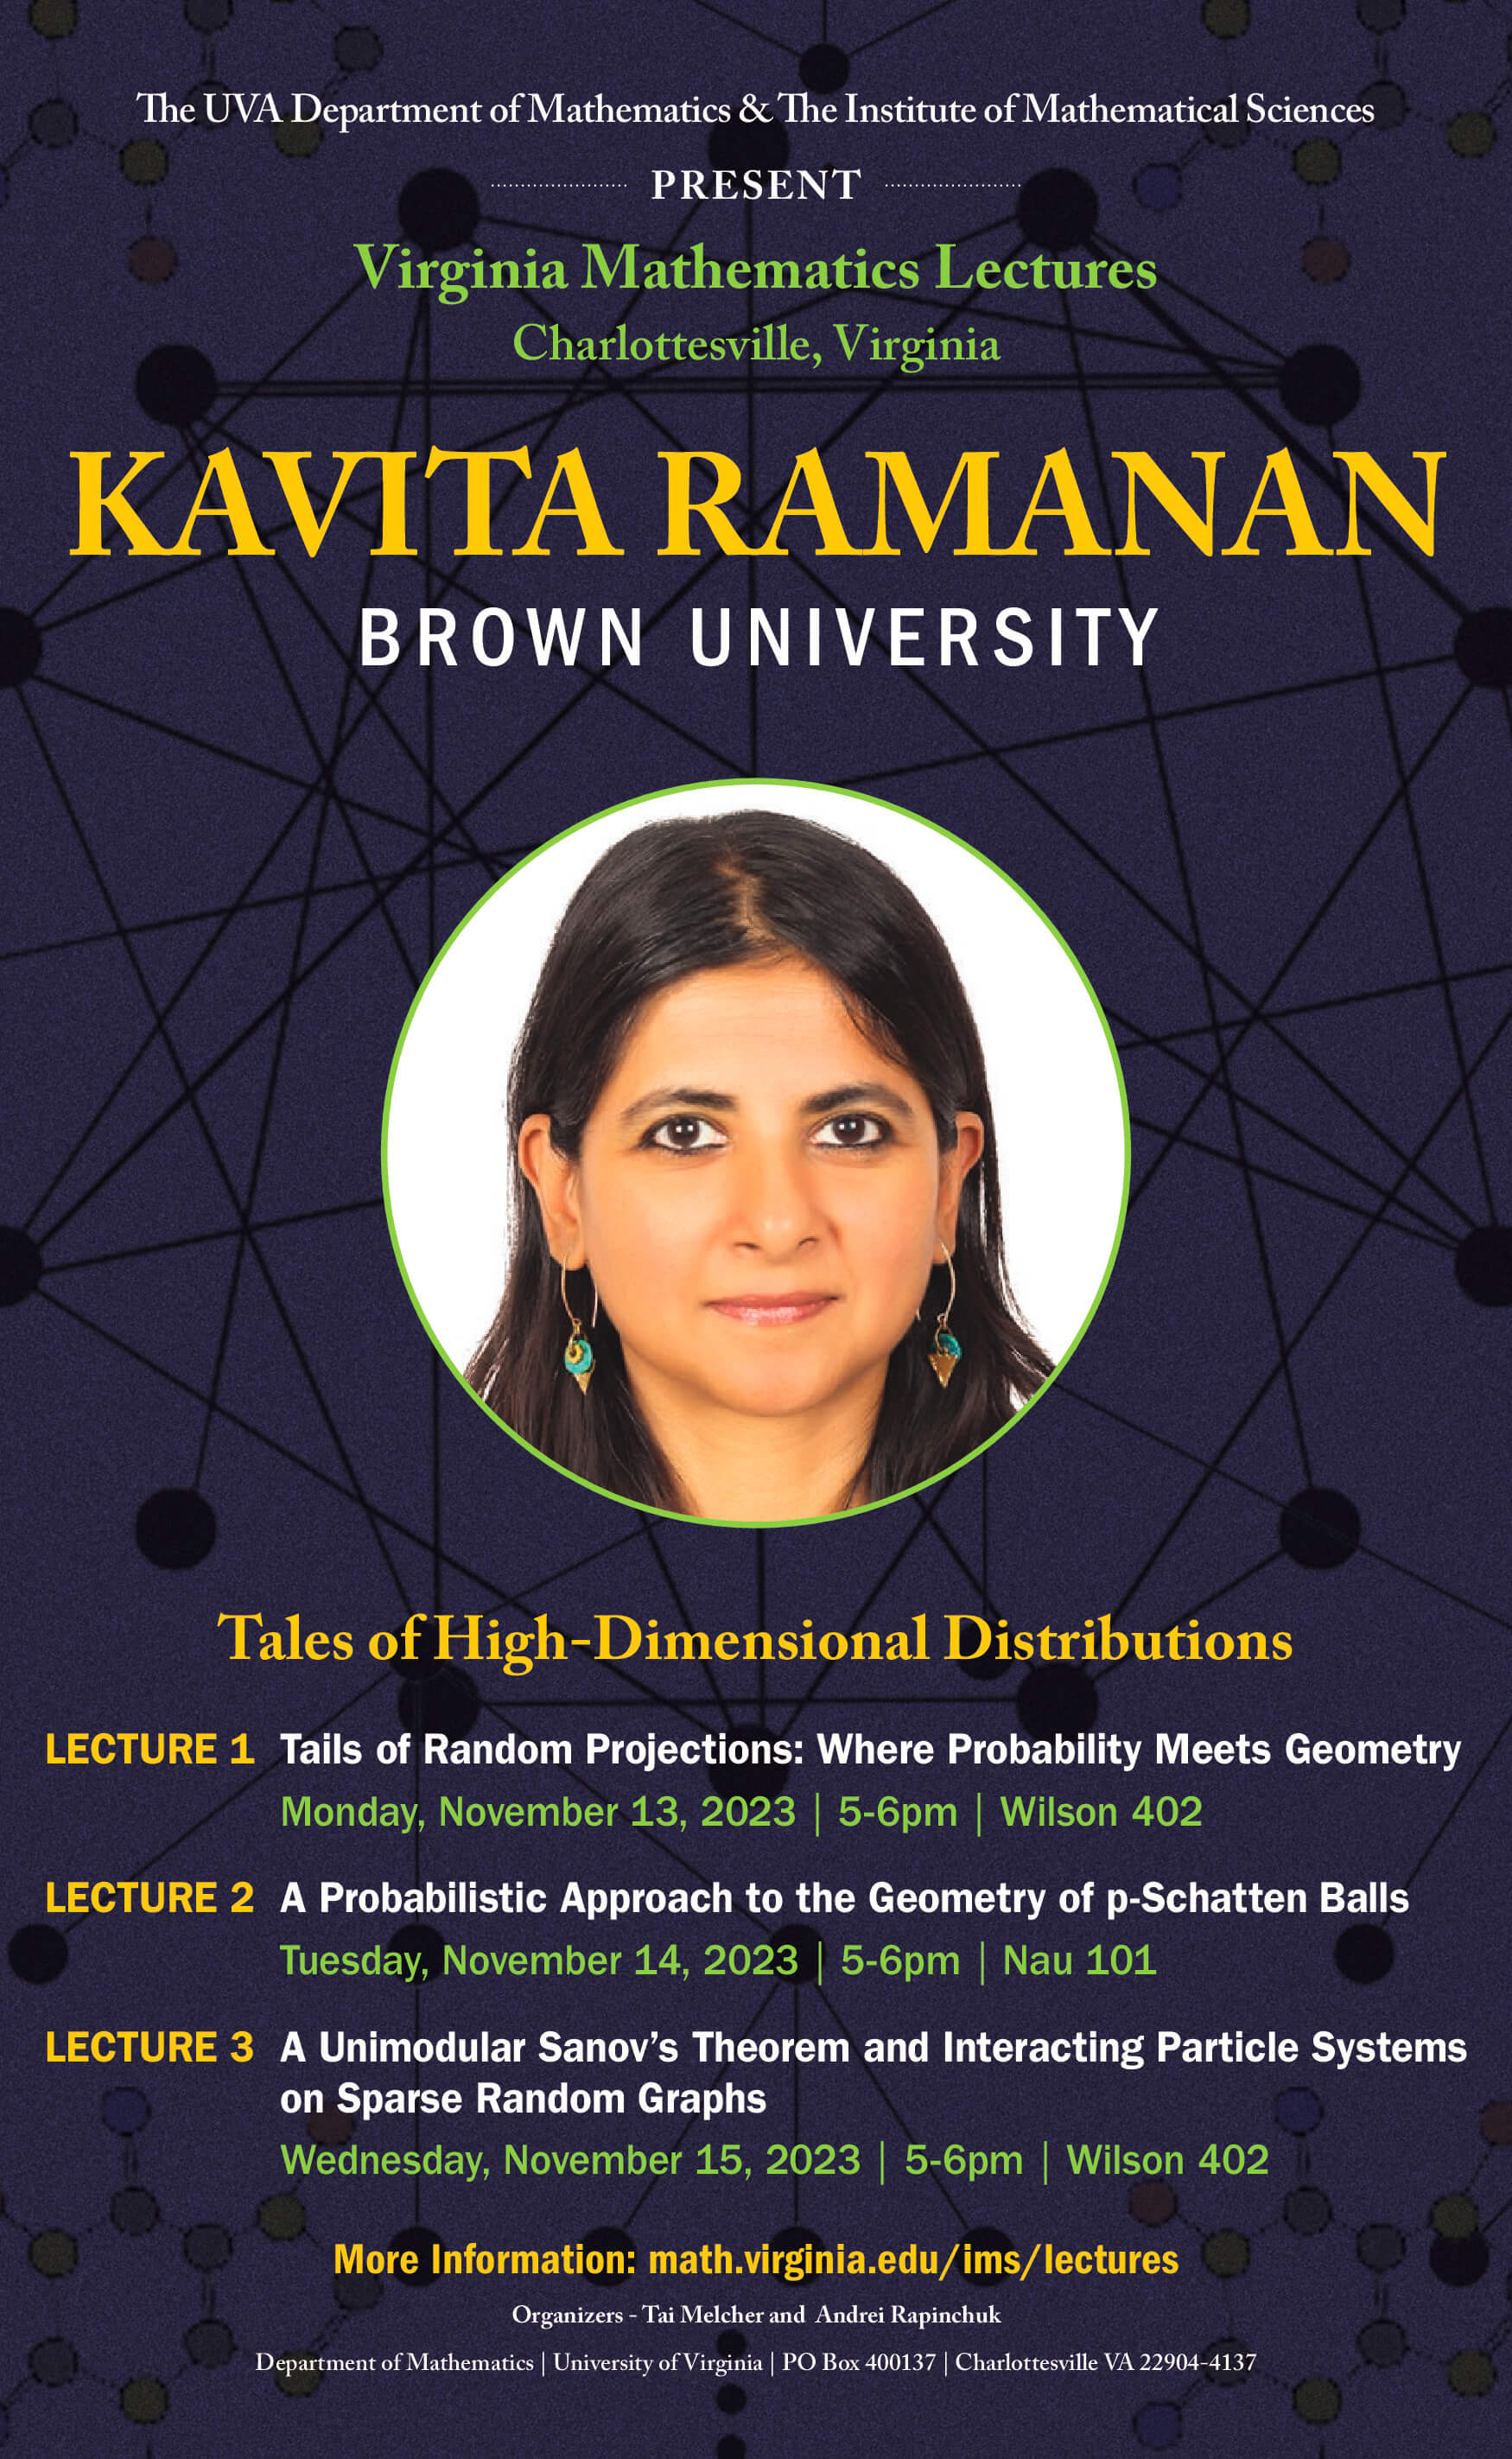 The UVA Department of Mathematics & The Institute of Mathematical Sciences
PRESENT
Virginia Mathematics Lectures
Charlottesville, Virginia
KAVITA RAMANAN
BROWN UNIVERSITY
Tales of High-Dimensional Distributions
LECTURE 1 Tails of Random Projections: Where Probability Meets Geometry
Monday, November 13, 2023 | 5-6pm | Wilson 402
LECTURE 2 A Probabilistic Approach to the Geometry of p-Schatten Balls
Tuesday, November 14, 2023 | 5-6pm | Nau 101
LECTURE 3 A Unimodular Sanov’s Theorem and Interacting Particle Systems
on Sparse Random Graphs
Wednesday, November 15, 2023 | 5-6pm | Wilson 402
More Information: math.virginia.edu/ims/lectures
Organizers - Tai Melcher and Andrei Rapinchuk
Department of Mathematics | University of Virginia | PO Box 400137 | Charlottesville VA 22904-4137